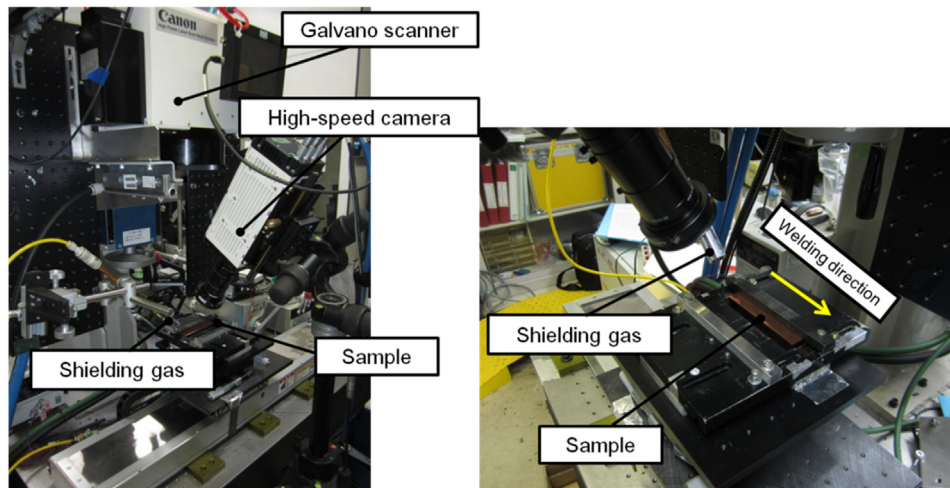 Canon
Galvano scanner
High-speed camera
Shielding gas
Sample
Welding direction
Shielding gas
Sample